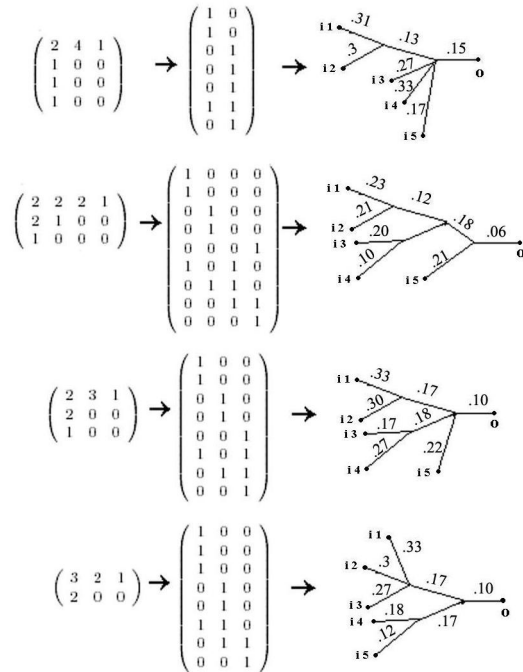 2 4 1
1 0 0
1 0 0
1 0 0
→
1 0
1 0
0 1
0 1
0 1
1 1
0 1
→
i1 .31
.13
.15
o
i2 .3
i3 .27
i4 .33
.17
i5
2 2 2 1
2 1 0 0
1 0 0 0
→
1 0 0 0
1 0 0 0
0 1 0 0
0 1 0 0
0 0 0 1
1 0 1 0
0 1 1 0
0 0 1 1
0 0 0 1
→
i1 .23
.12
i2 .21
.18
i3 .20
.06
o
i4 .10
i5 .21
2 3 1
2 0 0
1 0 0
→
1 0 0
1 0 0
0 1 0
0 1 0
0 0 1
1 0 1
0 1 1
0 0 1
→
i1 .33
.17
.10
o
i2 .30
i3 .17
.18
i4 .27
i5 .22
3 2 1
2 0 0
→
1 0 0
1 0 0
1 0 0
0 1 0
0 1 0
1 1 0
0 1 1
0 0 1
→
i1 .33
i2 .3
.17
.10
o
i3 .27
i4 .18
.17
i5 .12